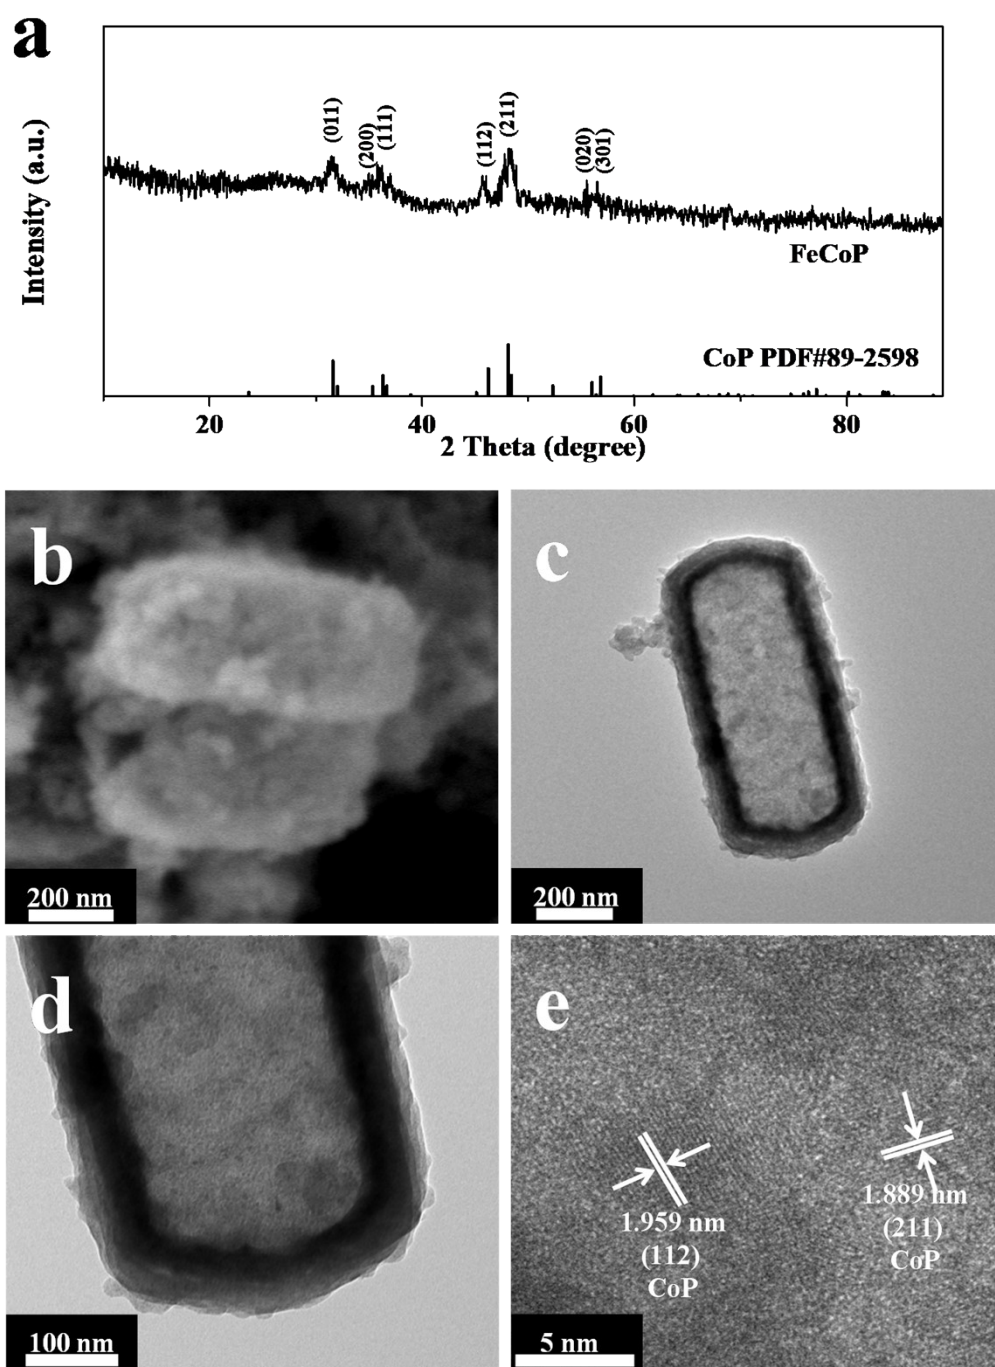 a
Intensity (a.u.)
(011)
(200)
(111)
(112)
(211)
(020)
(301)
FeCoP
CoP PDF#89-2598
20
40
60
80
2 Theta (degree)
b
200 nm
c
200 nm
d
100 nm
e
1.959 nm
(112)
CoP
1.889 nm
(211)
CoP
5 nm